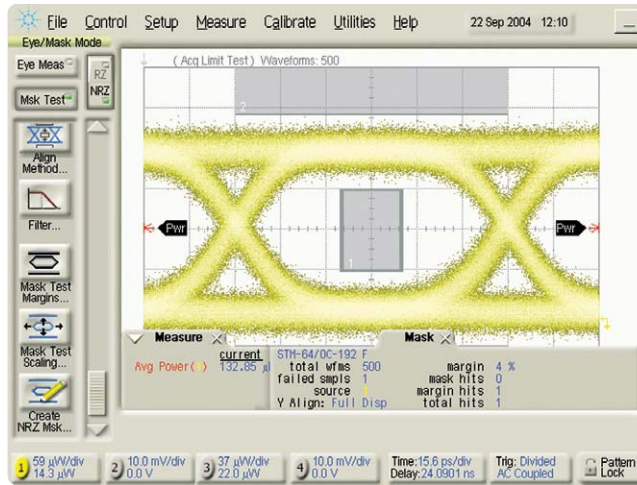 File Control Setup Measure Calibrate Utilities Help 22 Sep 2004 12:10
Eye/Mask Mode
Eye Meas
RZ
Msk Test
NRZ
( Acq Limit Test ) Waveforms: 500
2
Align
Method...
Filter...
Pwr
Pwr
1
Mask Test
Margins...
Mask Test
Scaling...
Create
NRZ Msk...
Measure
current
Avg Power( ) 132.85 µ
Mask
STM-64/OC-192 F
total wfms 500 margin 4 %
failed smpls 1 mask hits 0
source margin hits 1
Y Align: Full Disp total hits 1
1 59 µW/div
14.3 µW
2 10.0 mV/div
0.0 V
3 37 µW/div
22.0 µW
4 10.0 mV/div
0.0 V
Time:15.6 ps/div
Delay:24.0901 ns
Trig: Divided
AC Coupled
Pattern
Lock